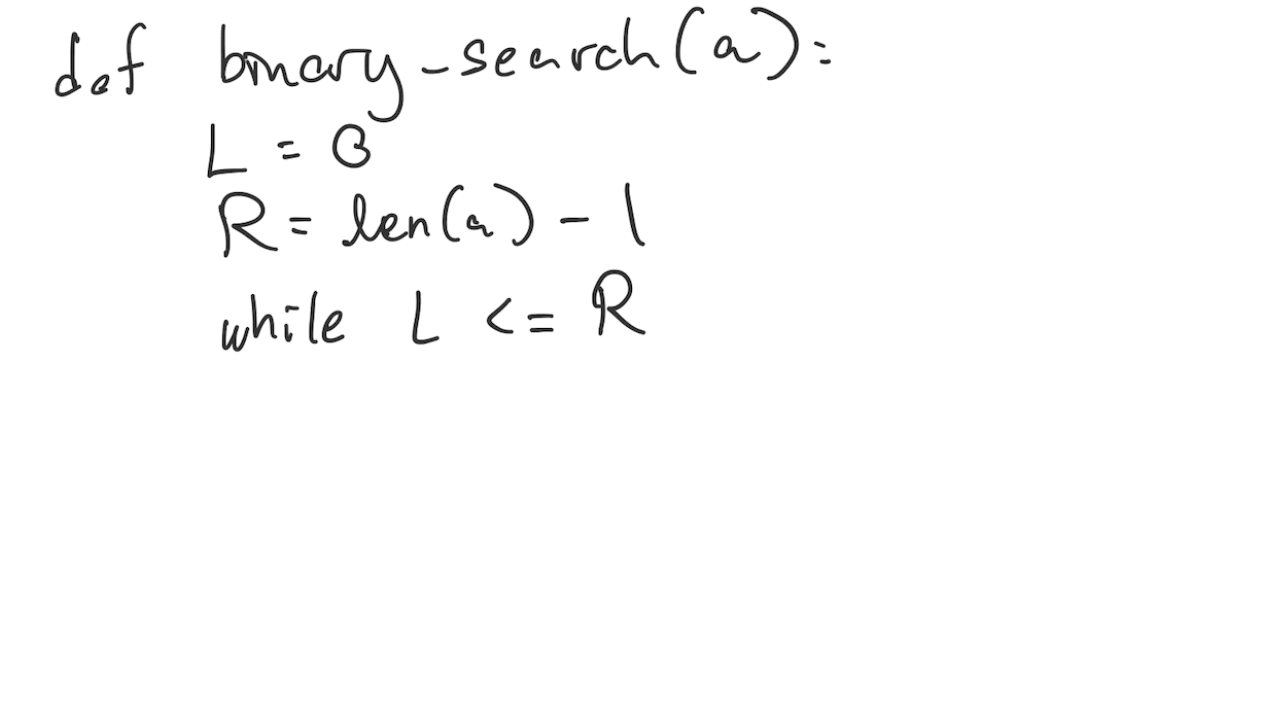 def binary-search(a):
L = 0
R = len(a) - 1
while L <= R